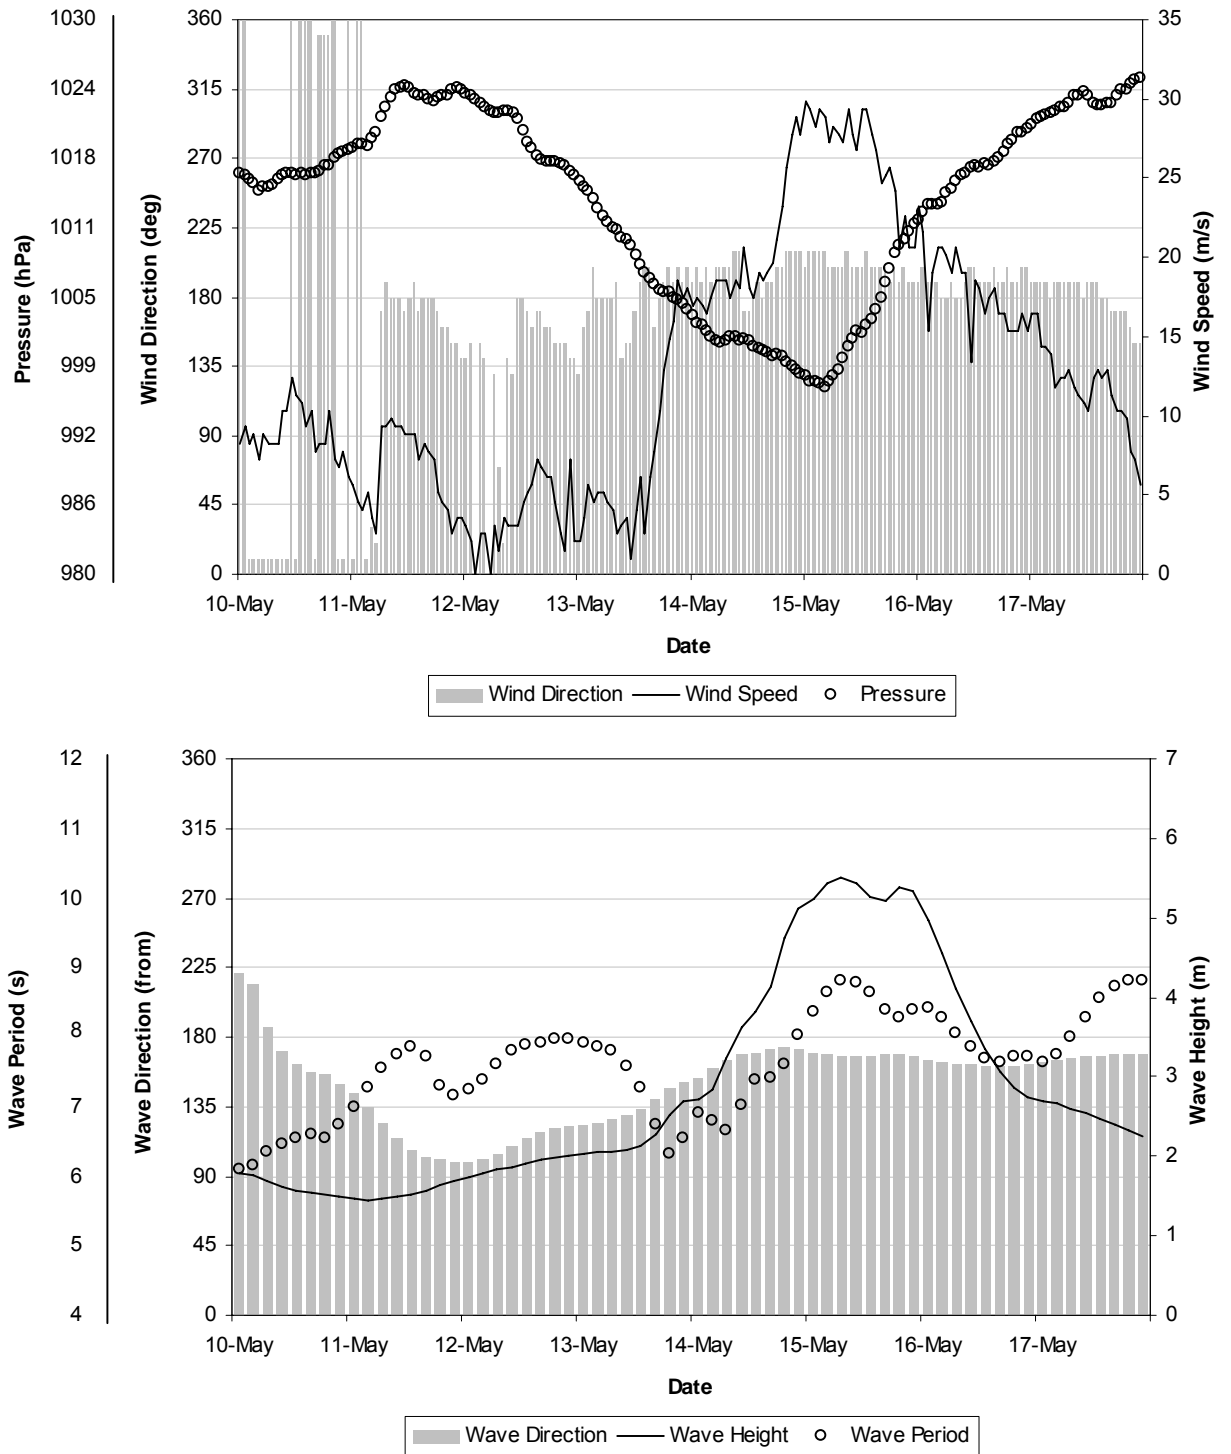 1030 360 35
1024 315 30
1018 270 25
1011 225 20
1005 180 15
999 135 10
992 90 5
986 45 0
980 0
Pressure (hPa)
Wind Direction (deg)
Wind Speed (m/s)
10-May 11-May 12-May 13-May 14-May 15-May 16-May 17-May
Date
Wind Direction Wind Speed Pressure
12 360 7
11 315 6
10 270 5
9 225 4
8 180 3
7 135 2
6 90 1
5 45 0
4 0
Wave Period (s)
Wave Direction (from)
Wave Height (m)
10-May 11-May 12-May 13-May 14-May 15-May 16-May 17-May
Date
Wave Direction Wave Height Wave Period